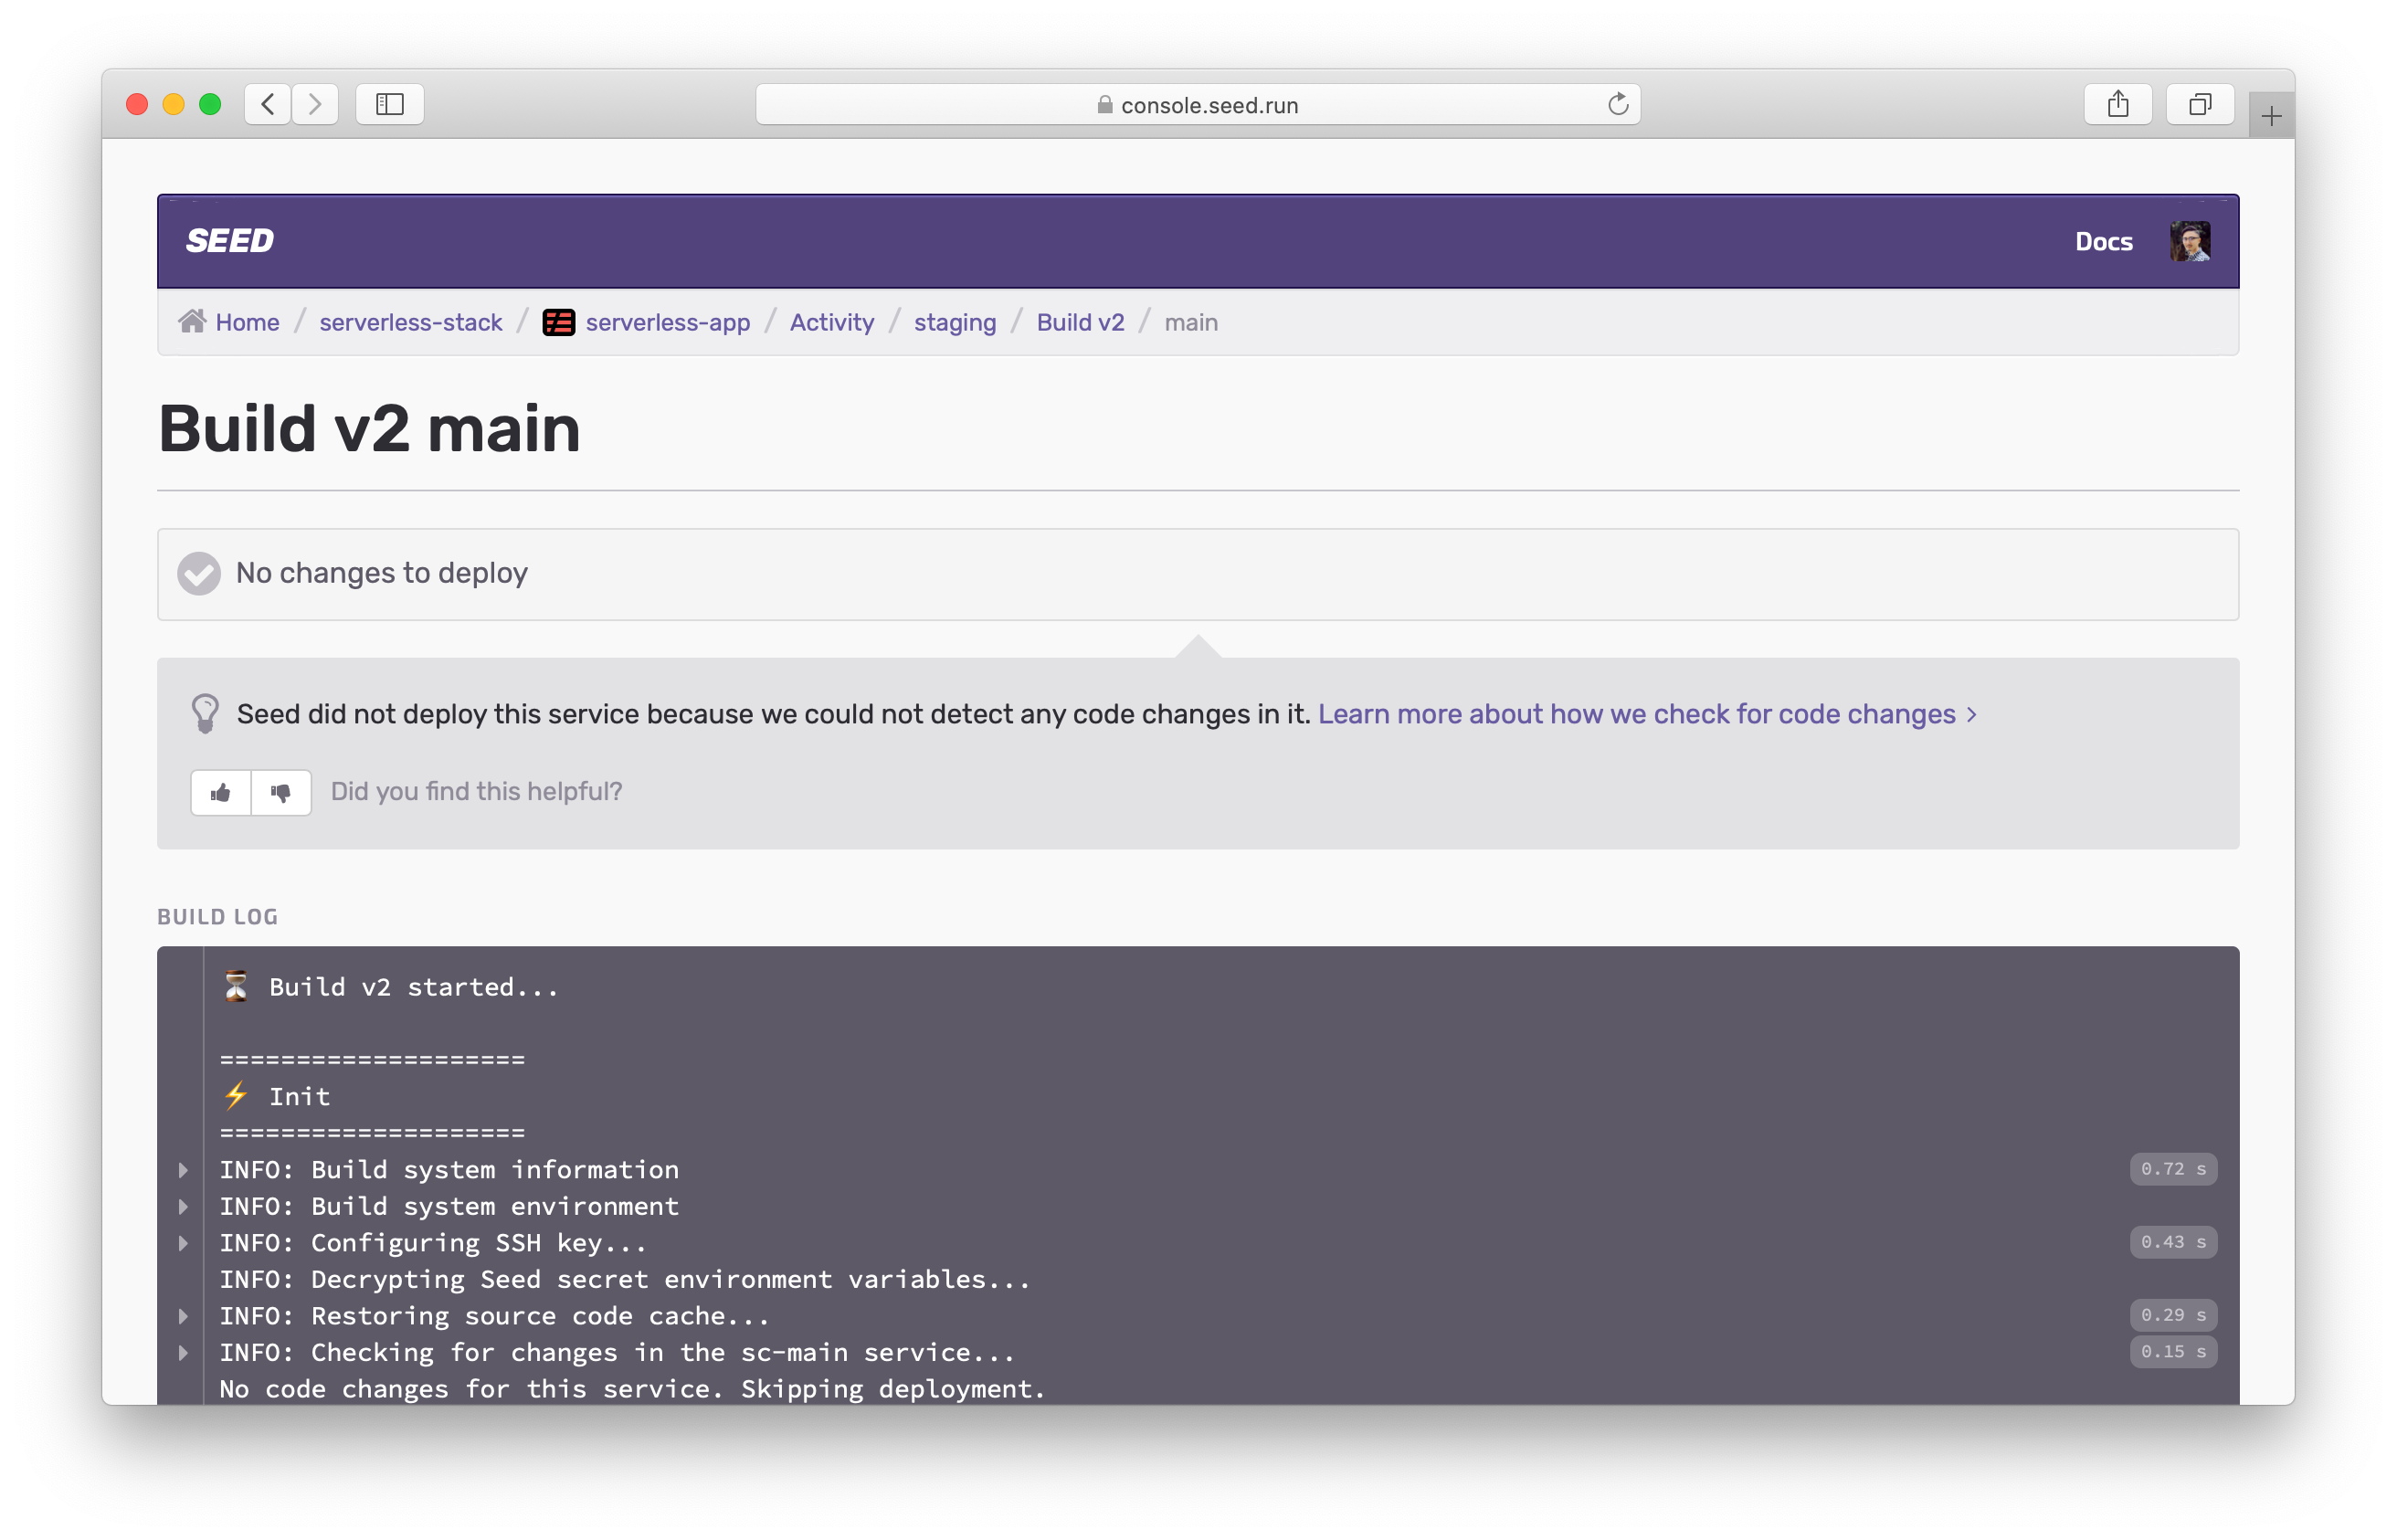 console.seed.run
SEED
Docs
Home / serverless-stack / serverless-app / Activity / staging / Build v2 / main
Build v2 main
No changes to deploy
Seed did not deploy this service because we could not detect any code changes in it. Learn more about how we check for code changes >
Did you find this helpful?
BUILD LOG
⏳ Build v2 started...
====================
⚡ Init
====================
INFO: Build system information 0.72 s
INFO: Build system environment
INFO: Configuring SSH key... 0.43 s
INFO: Decrypting Seed secret environment variables...
INFO: Restoring source code cache... 0.29 s
INFO: Checking for changes in the sc-main service... 0.15 s
No code changes for this service. Skipping deployment.